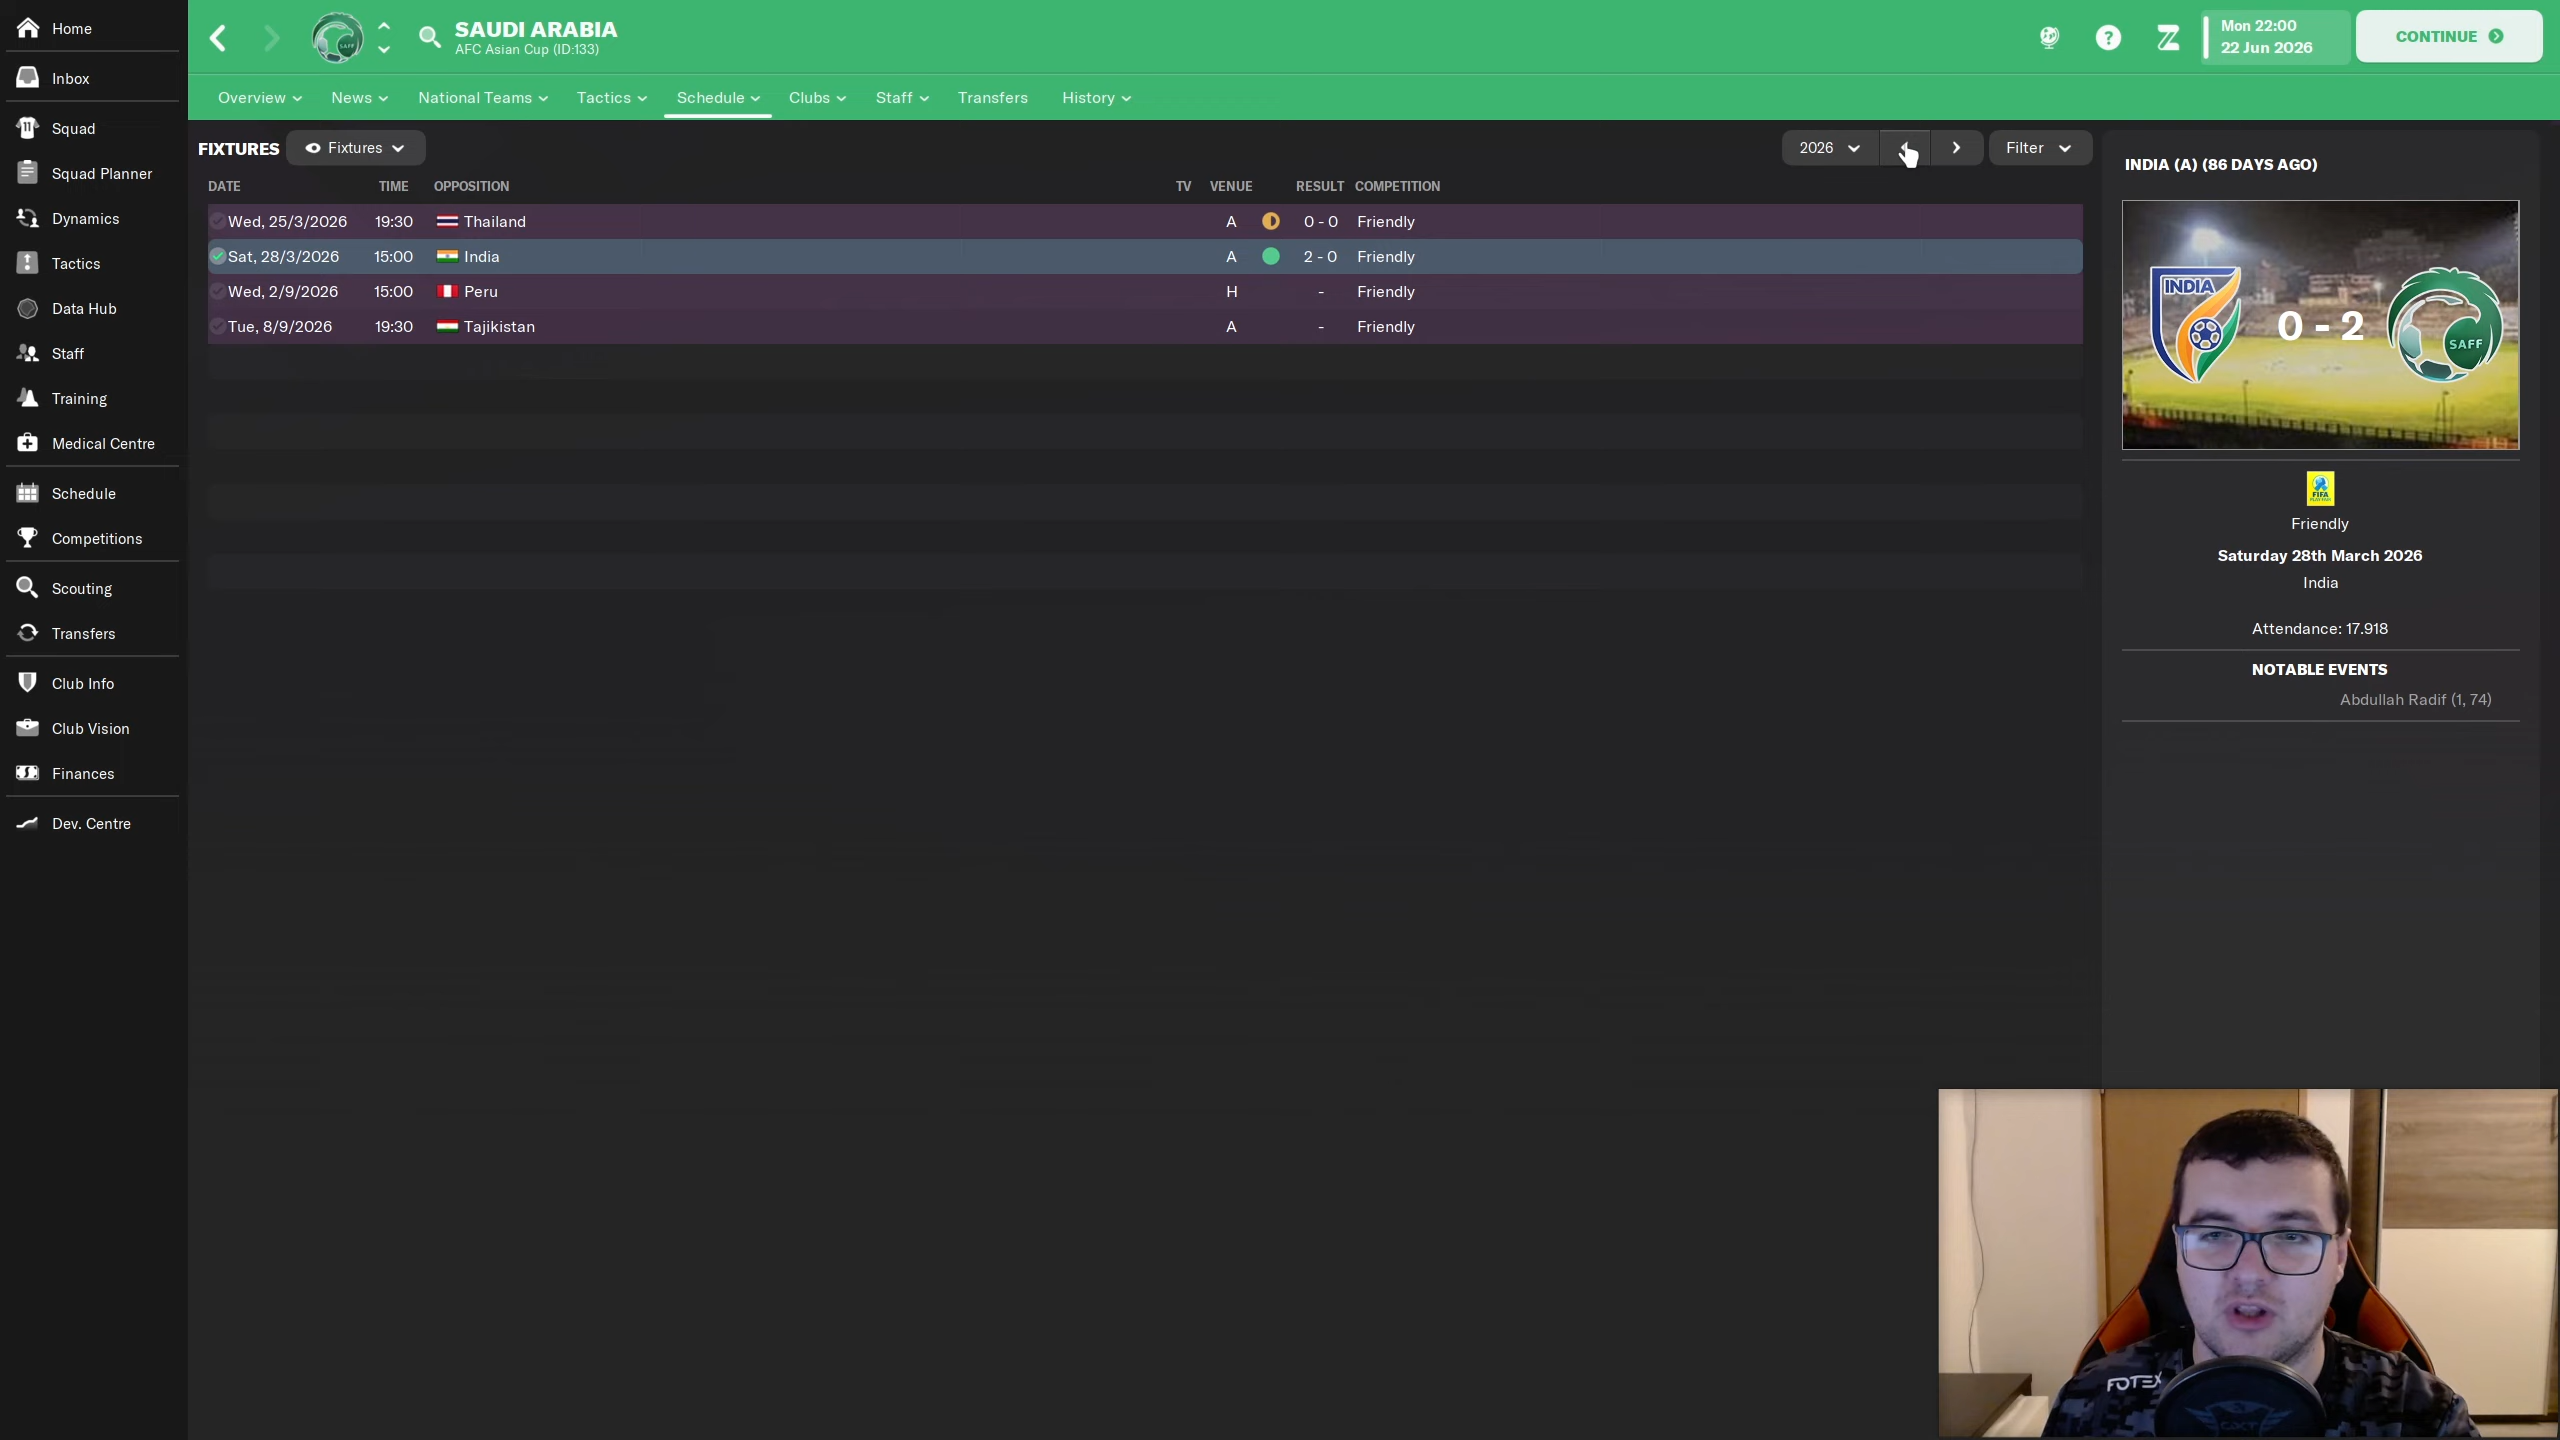 Home
Inbox
Squad
Squad Planner
Dynamics
Tactics
Data Hub
Staff
Training
Medical Centre
Schedule
Competitions
Scouting
Transfers
Club Info
Club Vision
Finances
Dev. Centre
SAUDI ARABIA
AFC Asian Cup (ID:133)
Mon 22:00
22 Jun 2026
CONTINUE
Overview News National Teams Tactics Schedule Clubs Staff Transfers History
FIXTURES Fixtures 2026 Filter
DATE TIME OPPOSITION TV VENUE RESULT COMPETITION
Wed, 25/3/2026 19:30 Thailand A 0 - 0 Friendly
Sat, 28/3/2026 15:00 India A 2 - 0 Friendly
Wed, 2/9/2026 15:00 Peru H - Friendly
Tue, 8/9/2026 19:30 Tajikistan A - Friendly
INDIA (A) (86 DAYS AGO)
INDIA
0 - 2
SAFF
FIFA
Friendly
Saturday 28th March 2026
India
Attendance: 17.918
NOTABLE EVENTS
Abdullah Radif (1, 74)
FOTEX